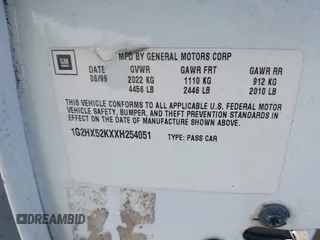 GM
MFD BY GENERAL MOTORS CORP
DATE GVWR GAWR FRT GAWR RR
06/99 2022 KG 1110 KG 912 KG
4456 LB 2446 LB 2010 LB
THIS VEHICLE CONFORMS TO ALL APPLICABLE U.S. FEDERAL MOTOR
VEHICLE SAFETY, BUMPER, AND THEFT PREVENTION STANDARDS IN
EFFECT ON THE DATE OF MANUFACTURE SHOWN ABOVE.
1G2HX52KXXH254051 TYPE: PASS CAR
DREAMBID